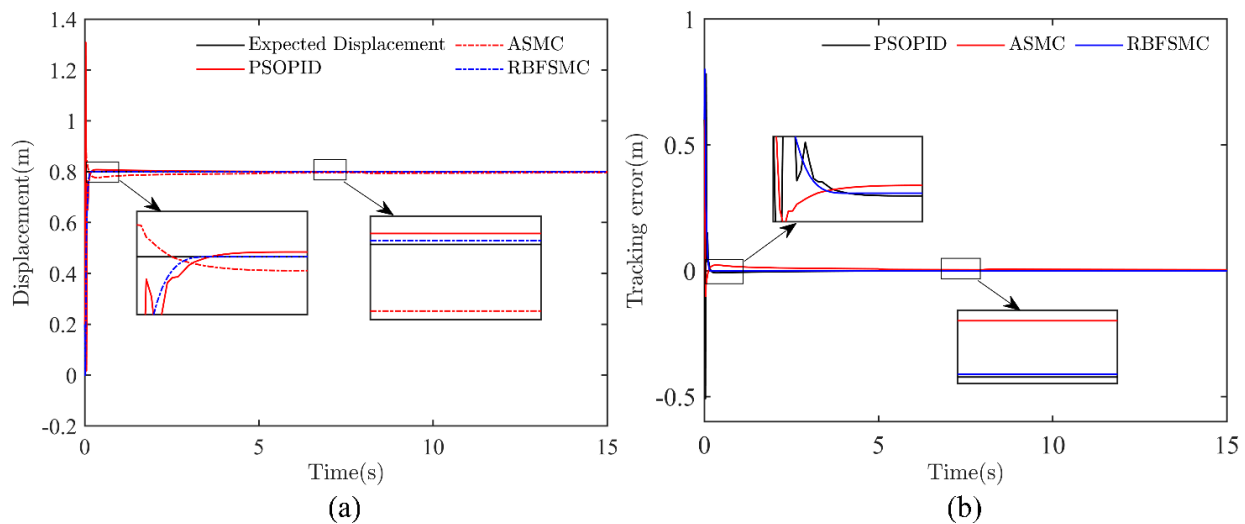 1.4
1.2
1
0.8
0.6
0.4
0.2
0
-0.2
Displacement(m)
Expected Displacement
PSOPID
ASMC
RBFSMC
0
5
10
15
Time(s)
(a)
1
0.5
0
-0.5
Tracking error(m)
PSOPID
ASMC
RBFSMC
0
5
10
15
Time(s)
(b)